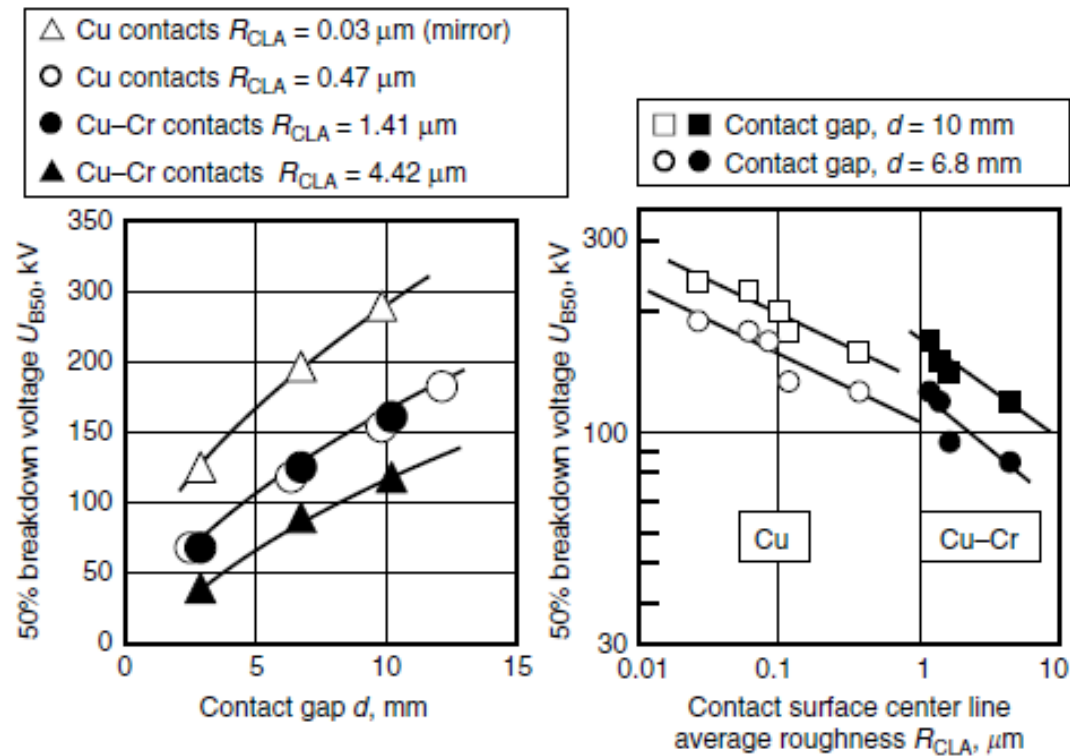 △ Cu contacts R_CLA = 0.03 μm (mirror)
○ Cu contacts R_CLA = 0.47 μm
● Cu–Cr contacts R_CLA = 1.41 μm
▲ Cu–Cr contacts R_CLA = 4.42 μm
□ ■ Contact gap, d = 10 mm
○ ● Contact gap, d = 6.8 mm
50% breakdown voltage U_B50, kV
350
300
250
200
150
100
50
0
0 5 10 15
Contact gap d, mm
50% breakdown voltage U_B50, kV
300
100
30
Cu
Cu–Cr
0.01 0.1 1 10
Contact surface center line
average roughness R_CLA, μm